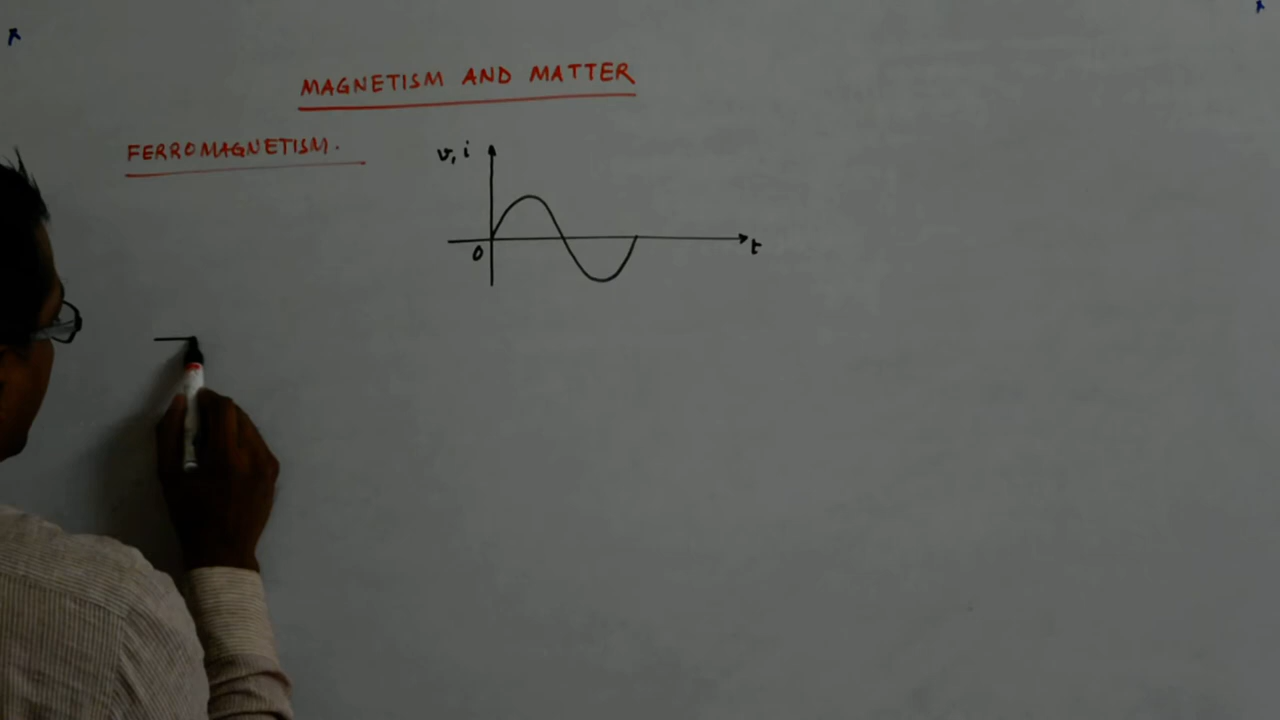 MAGNETISM AND MATTER
FERROMAGNETISM.
v, i
0
t